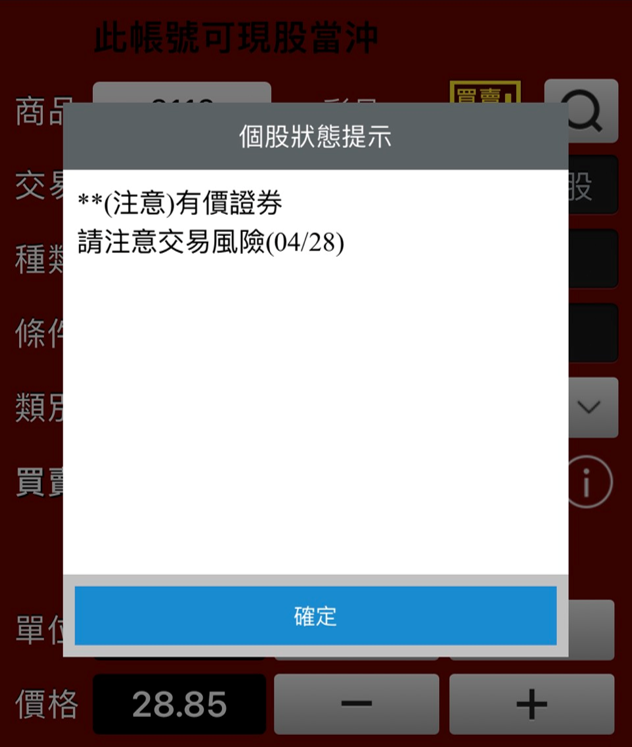 此帳號可現股當沖
商品
買賣
個股狀態提示
**(注意)有價證券
請注意交易風險(04/28)
交易
股
種類
條件
類別
買賣
確定
單位
價格 28.85 − +